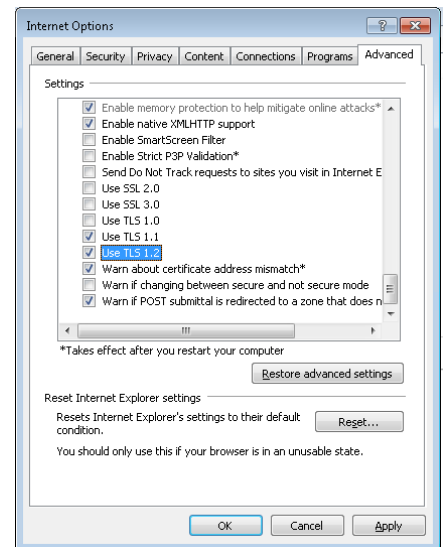 Internet Options
General Security Privacy Content Connections Programs Advanced
Settings
Enable memory protection to help mitigate online attacks*
Enable native XMLHTTP support
Enable SmartScreen Filter
Enable Strict P3P Validation*
Send Do Not Track requests to sites you visit in Internet E
Use SSL 2.0
Use SSL 3.0
Use TLS 1.0
Use TLS 1.1
Use TLS 1.2
Warn about certificate address mismatch*
Warn if changing between secure and not secure mode
Warn if POST submittal is redirected to a zone that does n
*Takes effect after you restart your computer
Restore advanced settings
Reset Internet Explorer settings
Resets Internet Explorer's settings to their default
condition.
Reset...
You should only use this if your browser is in an unusable state.
OK Cancel Apply